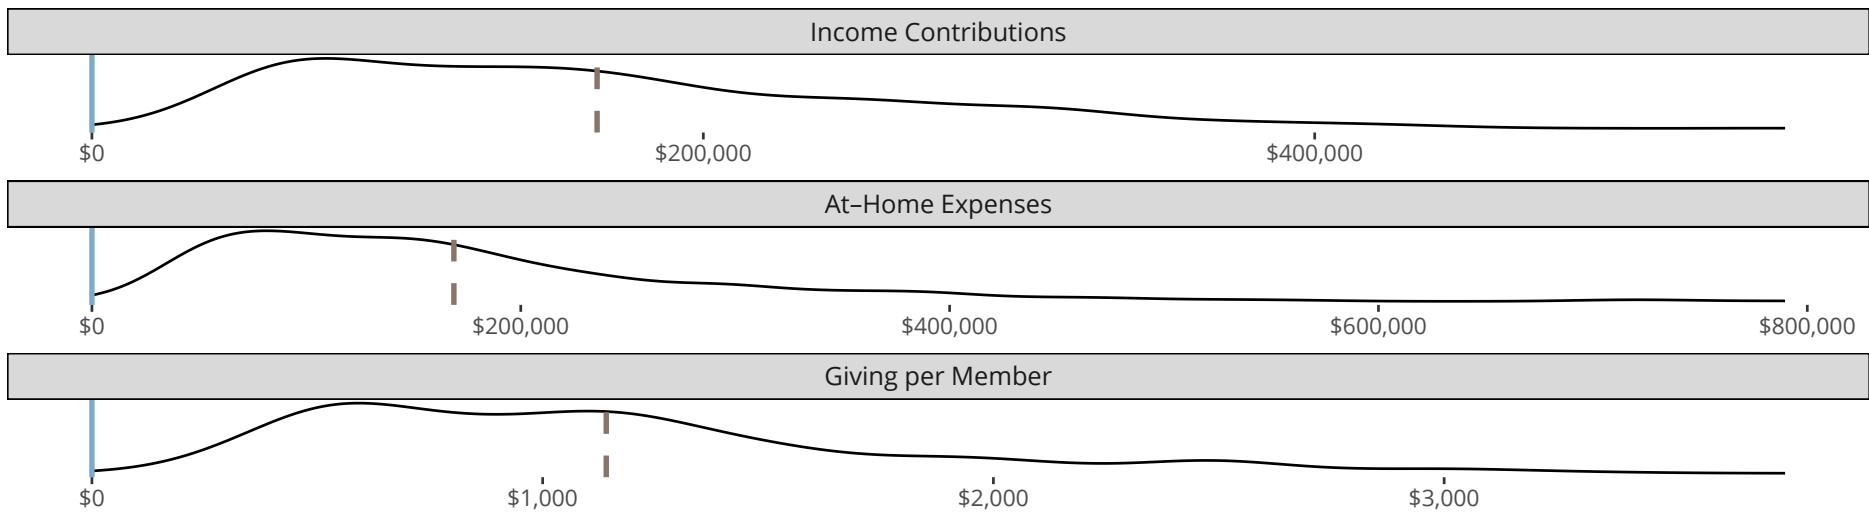 Income Contributions
$0 $200,000 $400,000
At–Home Expenses
$0 $200,000 $400,000 $600,000 $800,000
Giving per Member
$0 $1,000 $2,000 $3,000